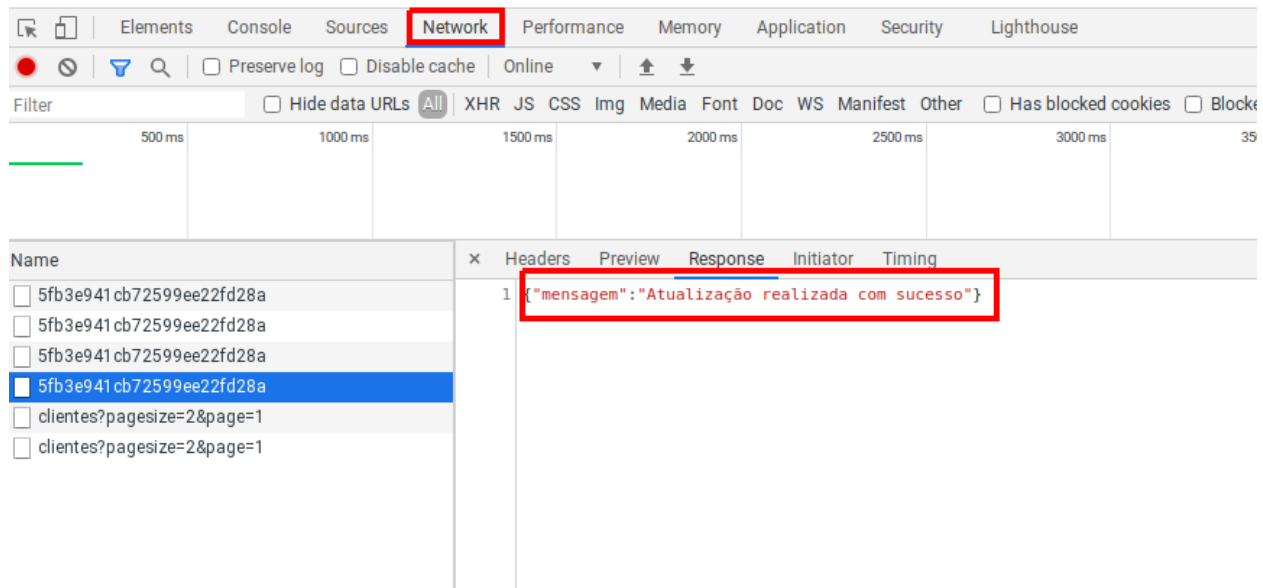 Elements Console Sources Network Performance Memory Application Security Lighthouse
Preserve log Disable cache Online
Filter Hide data URLs All XHR JS CSS Img Media Font Doc WS Manifest Other Has blocked cookies Blocke
500 ms 1000 ms 1500 ms 2000 ms 2500 ms 3000 ms 35
Name
× Headers Preview Response Initiator Timing
5fb3e941cb72599ee22fd28a
5fb3e941cb72599ee22fd28a
5fb3e941cb72599ee22fd28a
5fb3e941cb72599ee22fd28a
clientes?pagesize=2&page=1
clientes?pagesize=2&page=1
1 {"mensagem":"Atualização realizada com sucesso"}